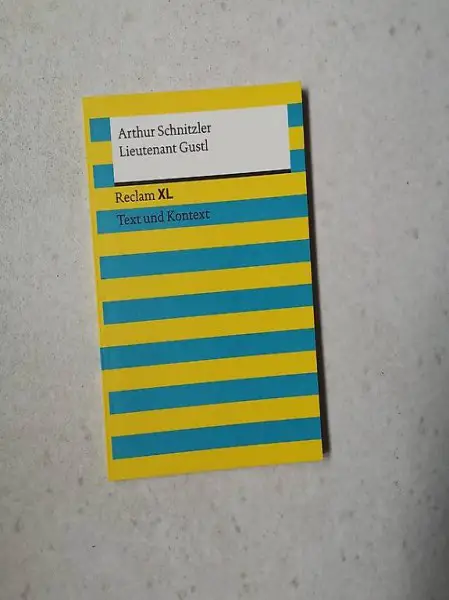 Arthur Schnitzler
Lieutenant Gustl
Reclam XL
Text und Kontext